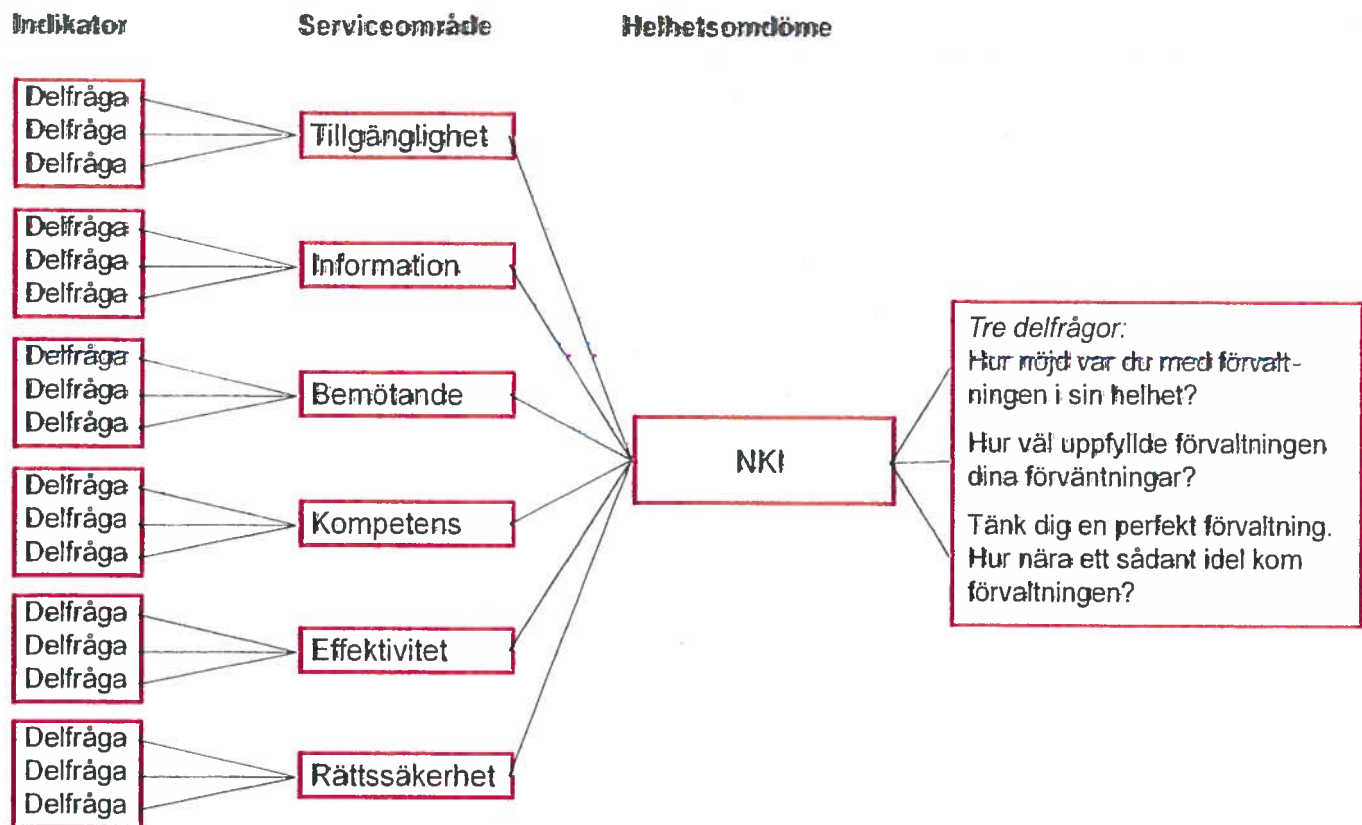 Indikator
Serviceområde
Helhetsomdöme
Delfråga
Delfråga
Delfråga
Tillgänglighet
Delfråga
Delfråga
Delfråga
Information
Delfråga
Delfråga
Delfråga
Bemötande
Delfråga
Delfråga
Delfråga
Kompetens
Delfråga
Delfråga
Delfråga
Effektivitet
Delfråga
Delfråga
Delfråga
Rättssäkerhet
NKI
Tre delfrågor:
Hur nöjd var du med förvalt-
ningen i sin helhet?
Hur väl uppfyllde förvaltningen
dina förväntningar?
Tänk dig en perfekt förvaltning.
Hur nära ett sådant idel kom
förvaltningen?